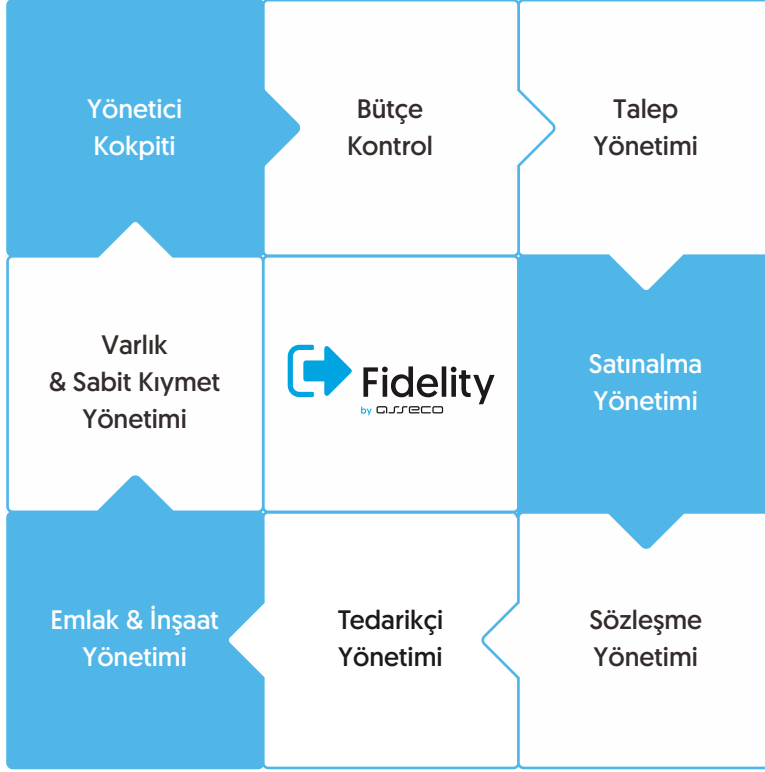 Yönetici
Kokpiti
Bütçe
Kontrol
Talep
Yönetimi
Varlık
& Sabit Kıymet
Yönetimi
Fidelity
by asseco
Satınalma
Yönetimi
Emlak & İnşaat
Yönetimi
Tedarikçi
Yönetimi
Sözleşme
Yönetimi